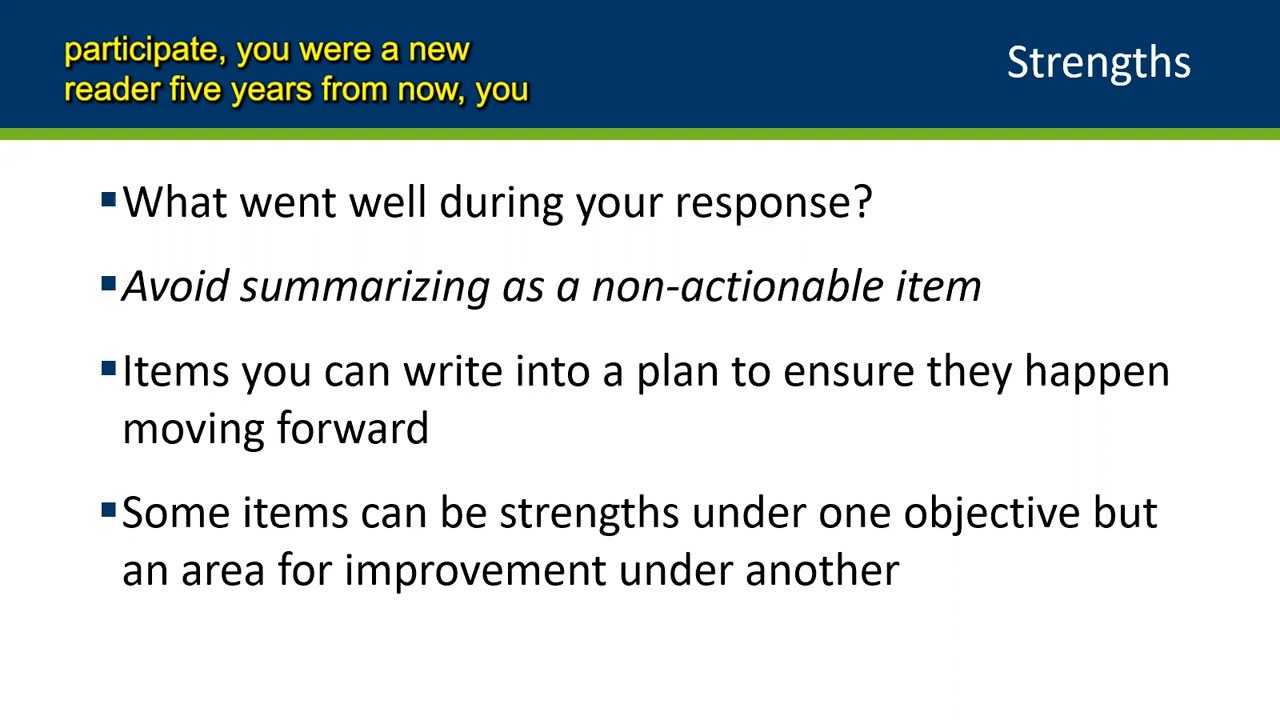 participate, you were a new
reader five years from now, you
Strengths
▪What went well during your response?
▪Avoid summarizing as a non-actionable item
▪Items you can write into a plan to ensure they happen
moving forward
▪Some items can be strengths under one objective but
an area for improvement under another